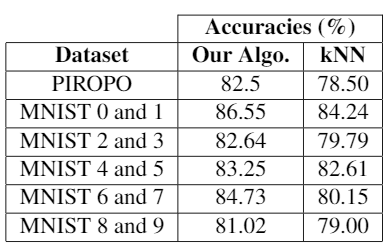 Accuracies (%)
Dataset Our Algo. kNN
PIROPO 82.5 78.50
MNIST 0 and 1 86.55 84.24
MNIST 2 and 3 82.64 79.79
MNIST 4 and 5 83.25 82.61
MNIST 6 and 7 84.73 80.15
MNIST 8 and 9 81.02 79.00